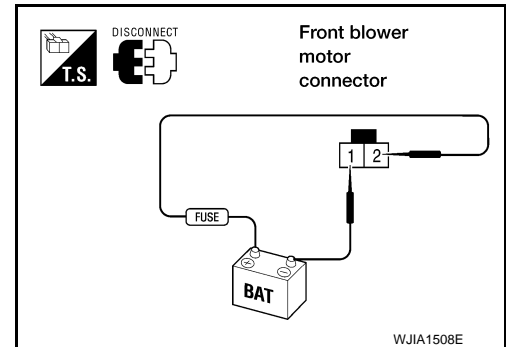 DISCONNECT
T.S.
Front blower
motor
connector
1 2
FUSE
+ −
BAT
WJIA1508E